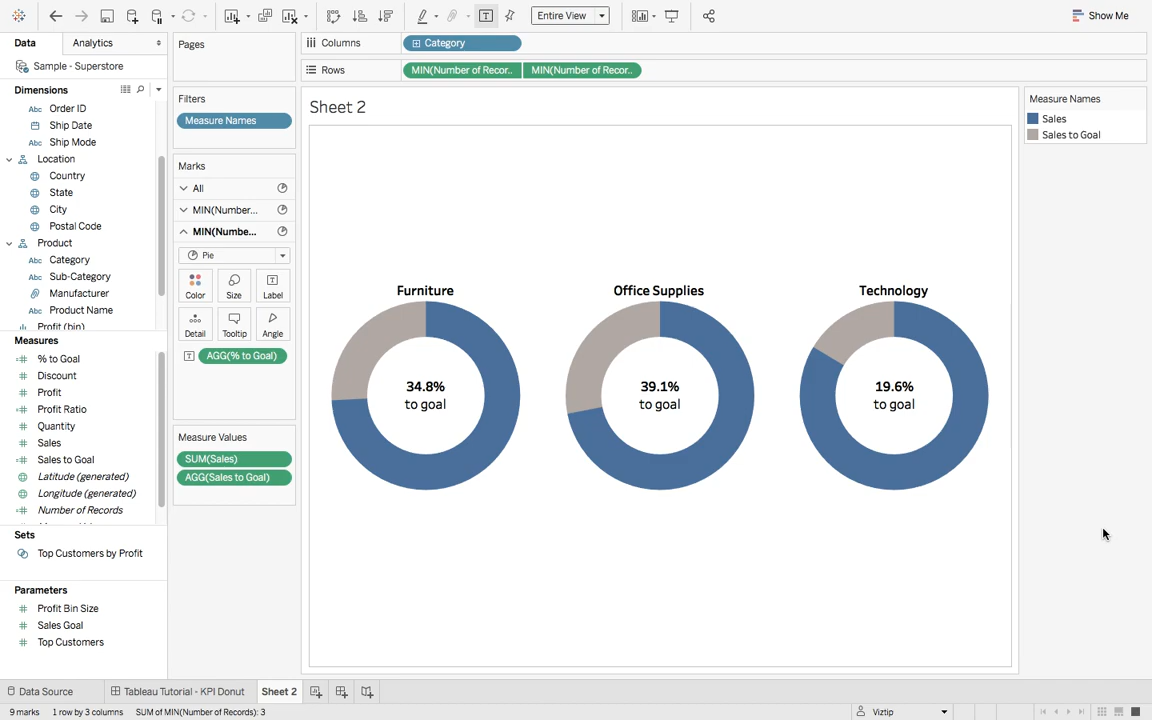 Entire View
Show Me
Data
Analytics
Sample - Superstore
Dimensions
Abc Order ID
Ship Date
Abc Ship Mode
Location
Country
State
City
Postal Code
Product
Abc Category
Abc Sub-Category
Manufacturer
Abc Product Name
Profit (bin)
Measures
% to Goal
Discount
Profit
Profit Ratio
Quantity
Sales
Sales to Goal
Latitude (generated)
Longitude (generated)
Number of Records
Sets
Top Customers by Profit
Parameters
Profit Bin Size
Sales Goal
Top Customers
Pages
Filters
Measure Names
Marks
All
MIN(Number...
MIN(Numbe...
Pie
Color Size Label
Detail Tooltip Angle
AGG(% to Goal)
Measure Values
SUM(Sales)
AGG(Sales to Goal)
Columns
Category
Rows
MIN(Number of Recor..
MIN(Number of Recor..
Sheet 2
Furniture
34.8%
to goal
Office Supplies
39.1%
to goal
Technology
19.6%
to goal
Measure Names
Sales
Sales to Goal
Data Source
Tableau Tutorial - KPI Donut
Sheet 2
9 marks
1 row by 3 columns
SUM of MIN(Number of Records): 3
Viztip